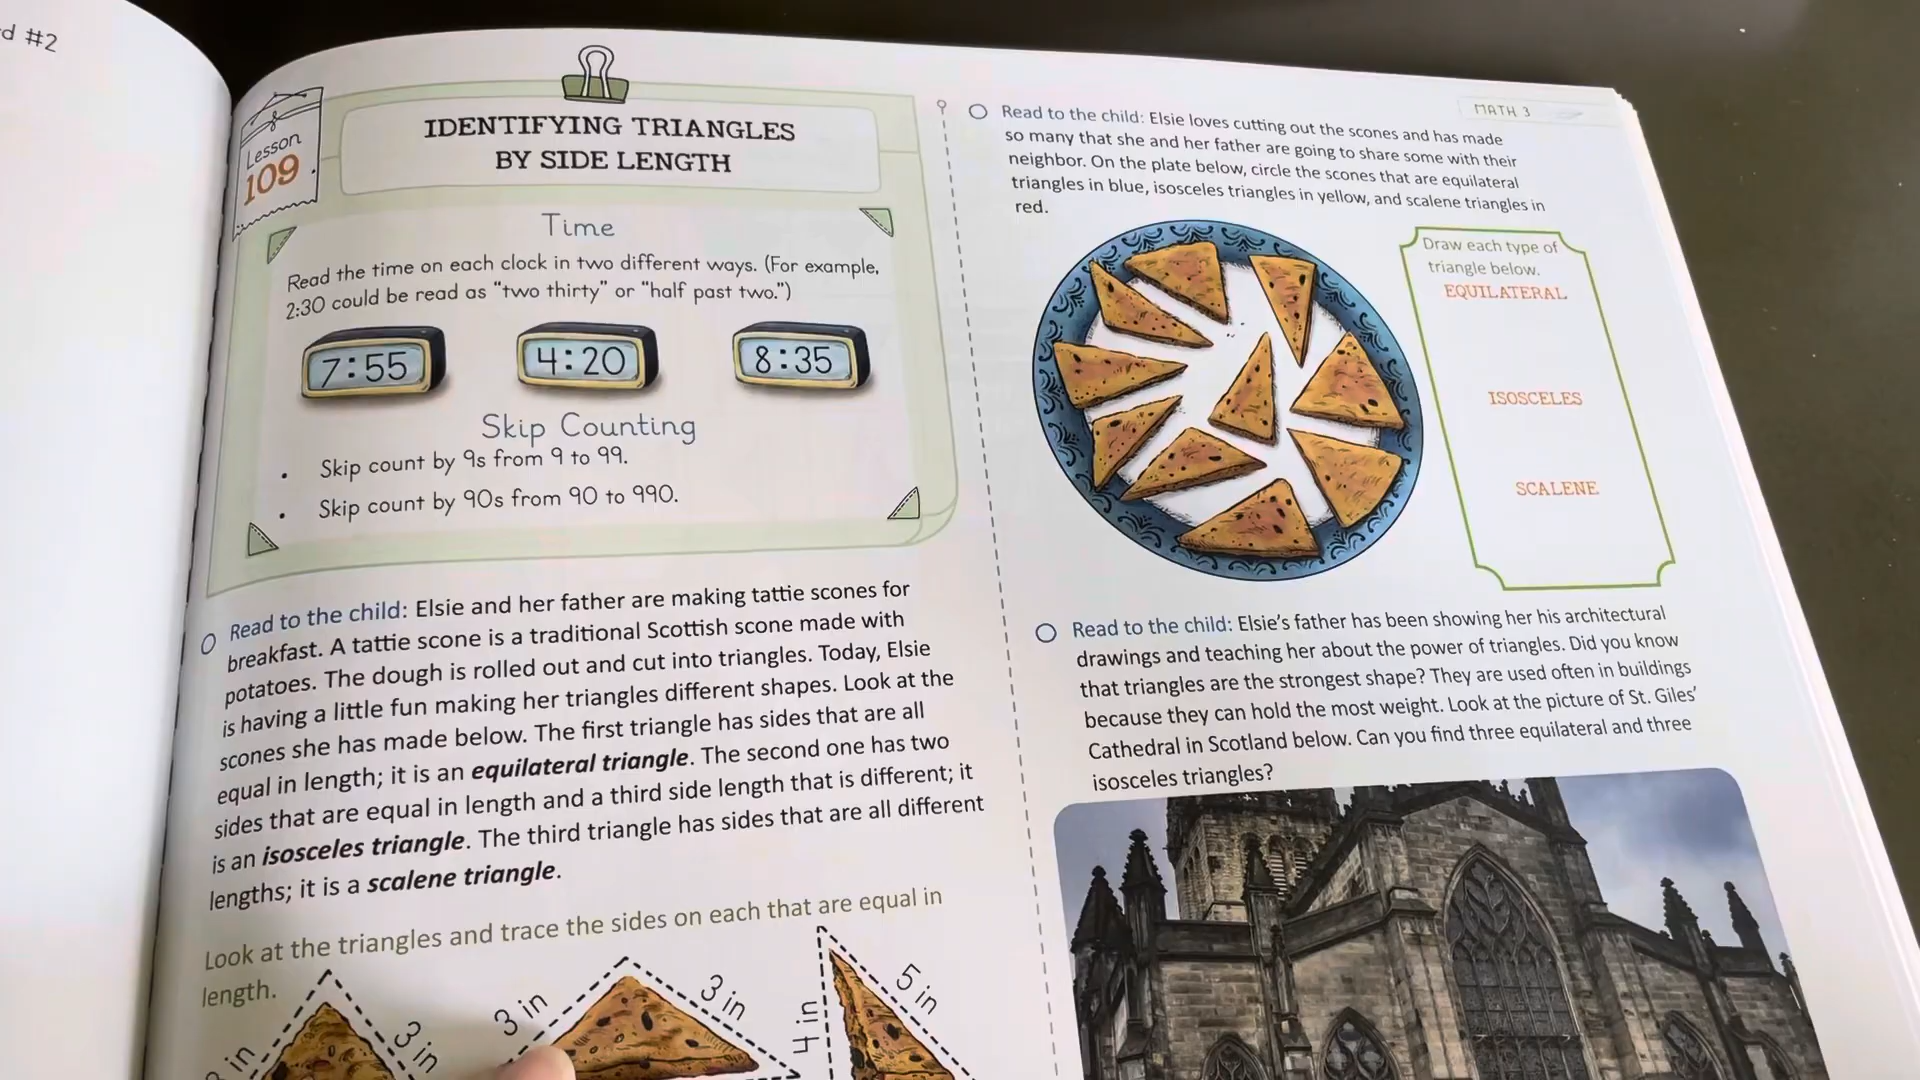 d #2
Lesson
109
IDENTIFYING TRIANGLES
BY SIDE LENGTH
Time
Read the time on each clock in two different ways. (For example,
2:30 could be read as “two thirty” or “half past two.”)
7:55
4:20
8:35
Skip Counting
• Skip count by 9s from 9 to 99.
• Skip count by 90s from 90 to 990.
Read to the child: Elsie and her father are making tattie scones for
breakfast. A tattie scone is a traditional Scottish scone made with
potatoes. The dough is rolled out and cut into triangles. Today, Elsie
is having a little fun making her triangles different shapes. Look at the
scones she has made below. The first triangle has sides that are all
equal in length; it is an equilateral triangle. The second one has two
sides that are equal in length and a third side length that is different; it
is an isosceles triangle. The third triangle has sides that are all different
lengths; it is a scalene triangle.
Look at the triangles and trace the sides on each that are equal in
length.
in
3 in
3 in
3 in
4 in
5 in
MATH 3
Read to the child: Elsie loves cutting out the scones and has made
so many that she and her father are going to share some with their
neighbor. On the plate below, circle the scones that are equilateral
triangles in blue, isosceles triangles in yellow, and scalene triangles in
red.
Draw each type of
triangle below.
EQUILATERAL
ISOSCELES
SCALENE
Read to the child: Elsie’s father has been showing her his architectural
drawings and teaching her about the power of triangles. Did you know
that triangles are the strongest shape? They are used often in buildings
because they can hold the most weight. Look at the picture of St. Giles’
Cathedral in Scotland below. Can you find three equilateral and three
isosceles triangles?